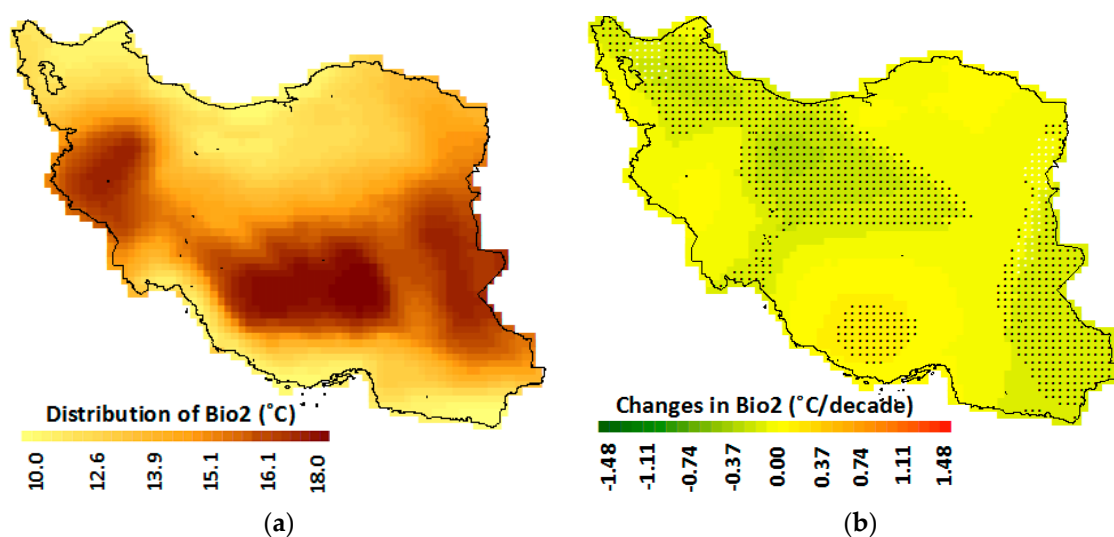 Distribution of Bio2 (˚C)
10.0 12.6 13.9 15.1 16.1 18.0
(a)
Changes in Bio2 (˚C/decade)
-1.48 -1.11 -0.74 -0.37 0.00 0.37 0.74 1.11 1.48
(b)